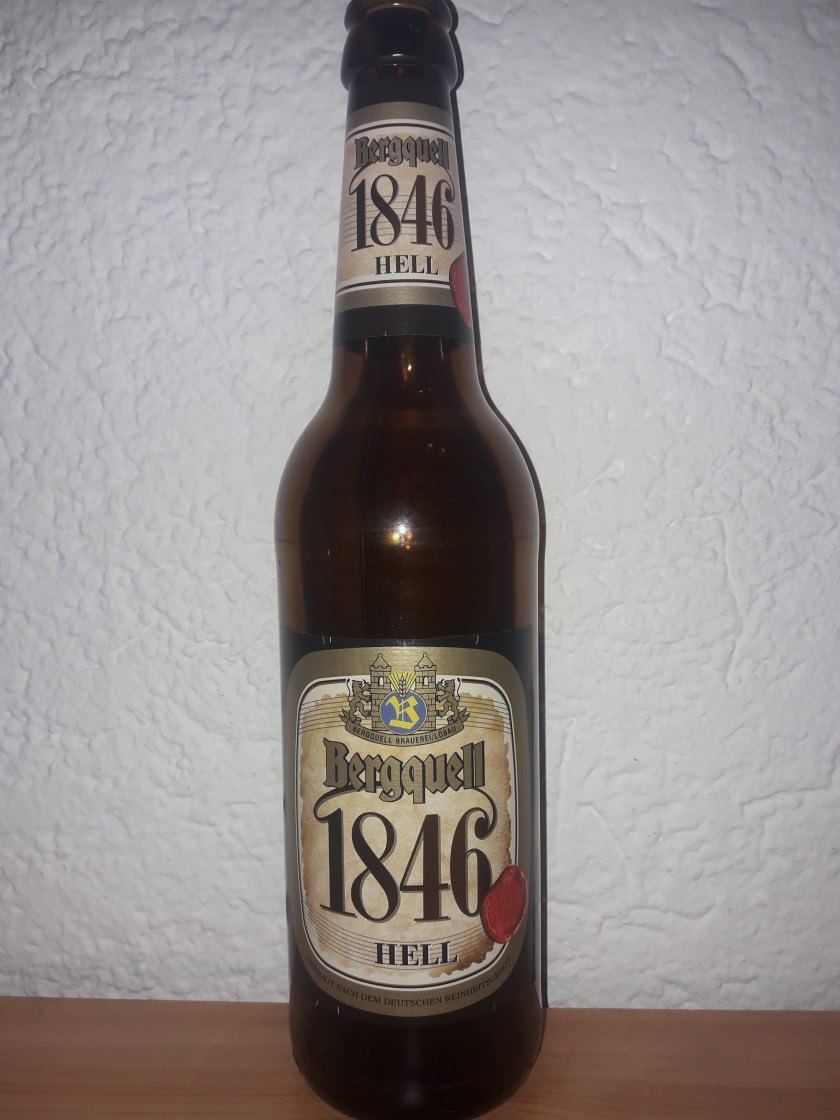 Bergquell
1846
HELL
B
BERGQUELL BRAUEREI LÖBAU
Bergquell
1846
HELL
NACH DEM DEUTSCHEN REINHEITSGEBOT